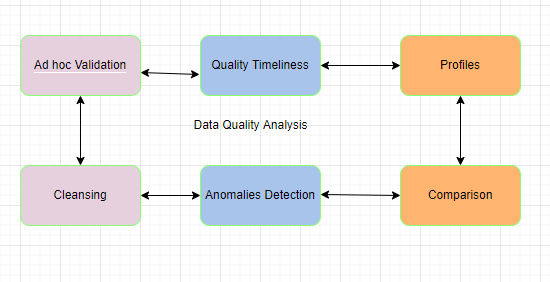 Ad hoc Validation
Quality Timeliness
Profiles
Data Quality Analysis
Cleansing
Anomalies Detection
Comparison